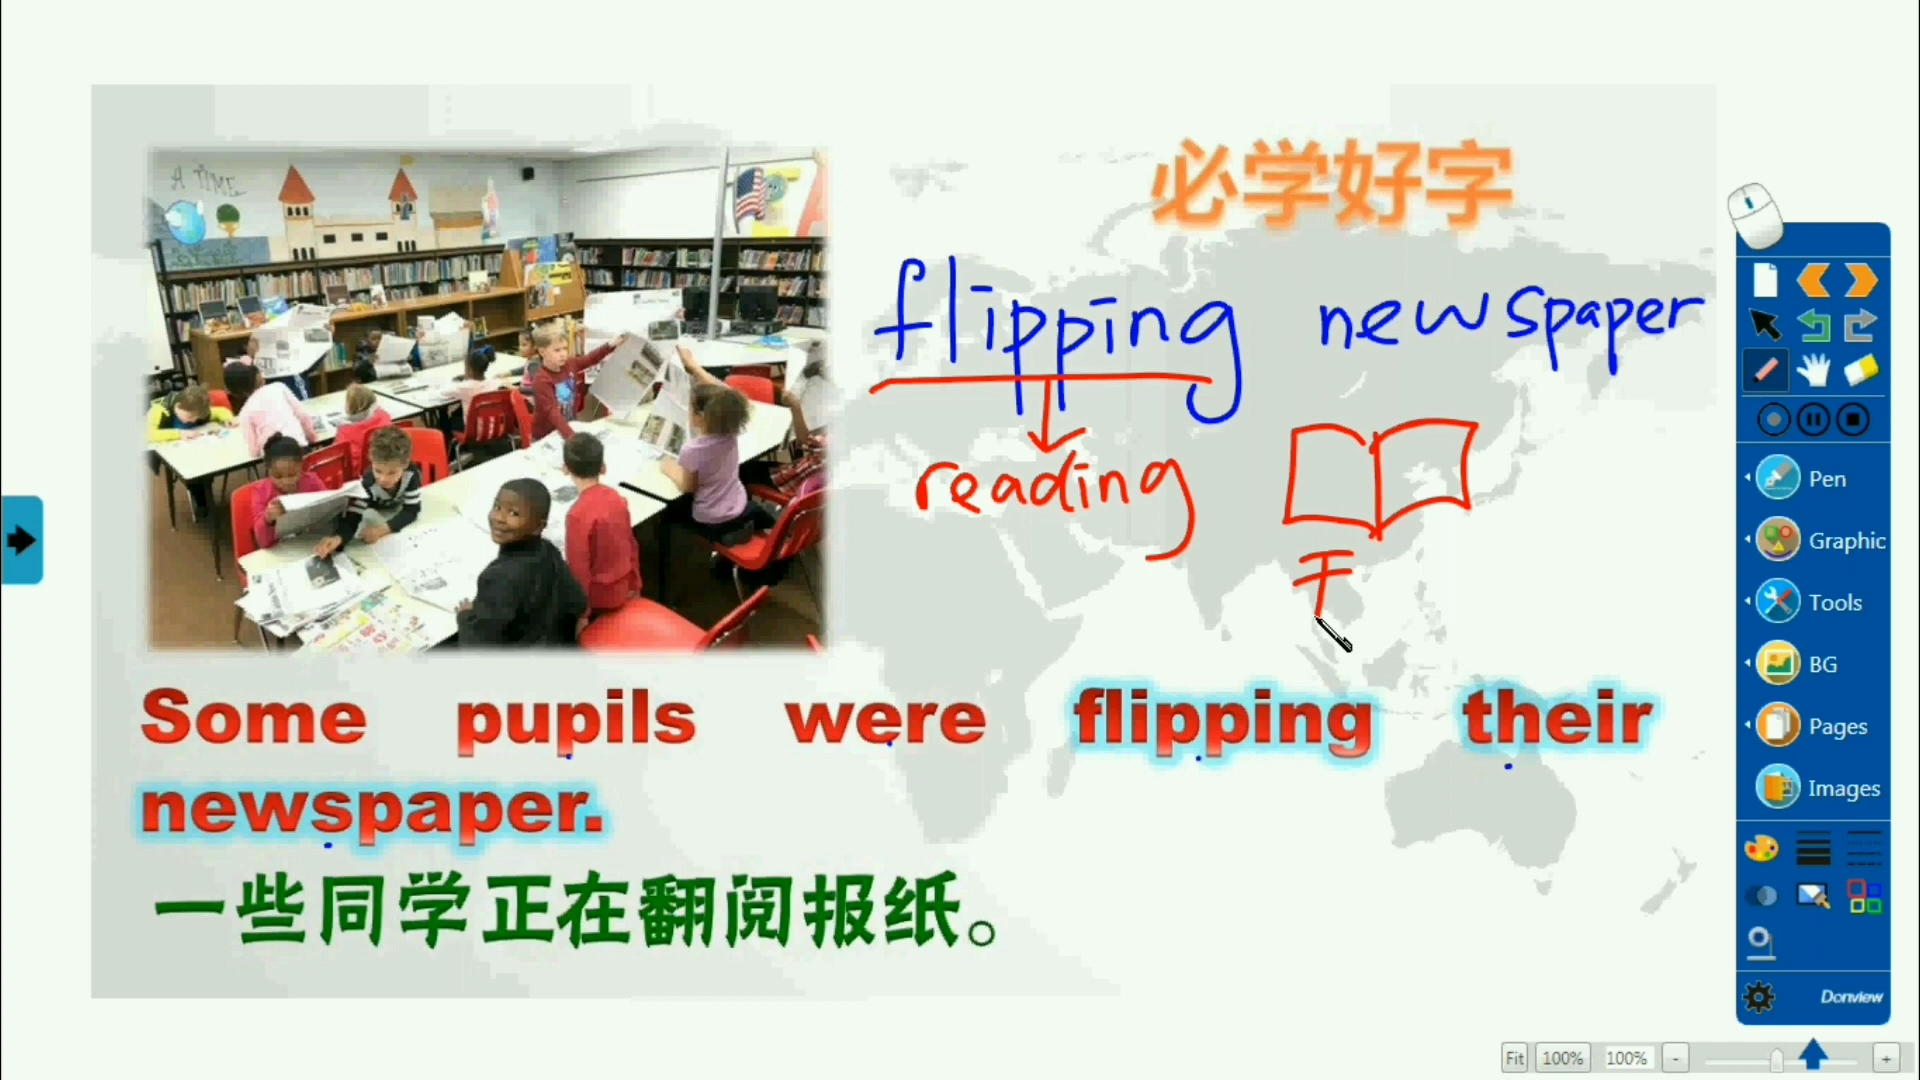 A TIME
必学好字
flipping newspaper
reading
Some pupils were flipping their
newspaper.
一些同学正在翻阅报纸。
Pen
Graphic
Tools
BG
Pages
Images
Donview
Fit 100% 100% - +